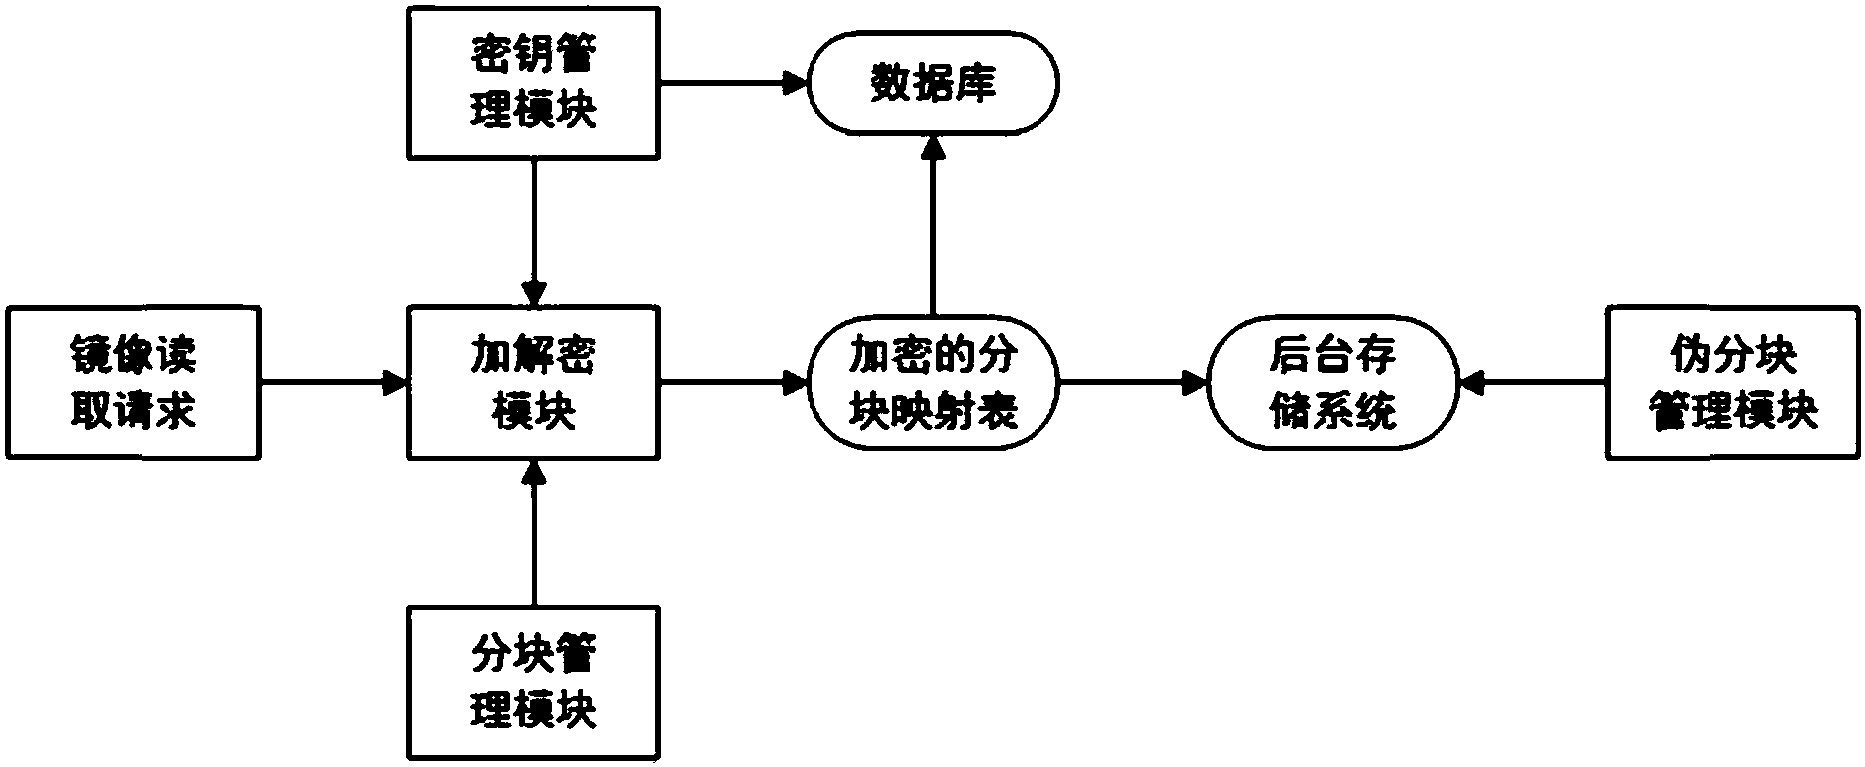 密钥管
理模块
数据库
镜像读
取请求
加解密
模块
加密的分
块映射表
后台存
储系统
伪分块
管理模块
分块管
理模块